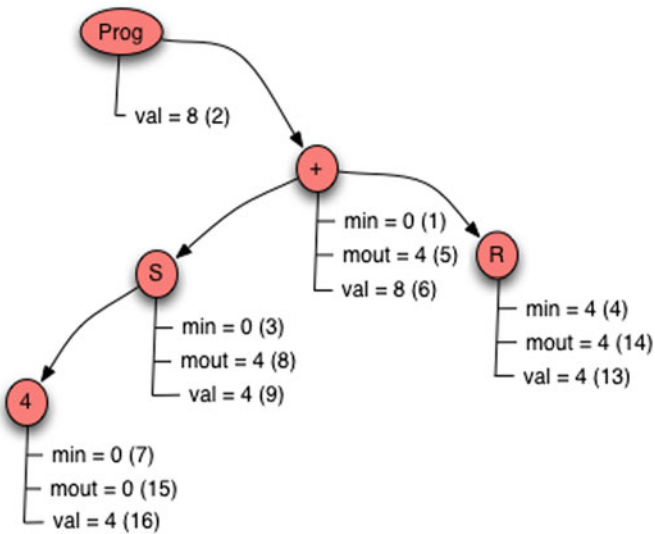 Prog
val = 8 (2)
+
min = 0 (1)
mout = 4 (5)
val = 8 (6)
R
min = 4 (4)
mout = 4 (14)
val = 4 (13)
S
min = 0 (3)
mout = 4 (8)
val = 4 (9)
4
min = 0 (7)
mout = 0 (15)
val = 4 (16)